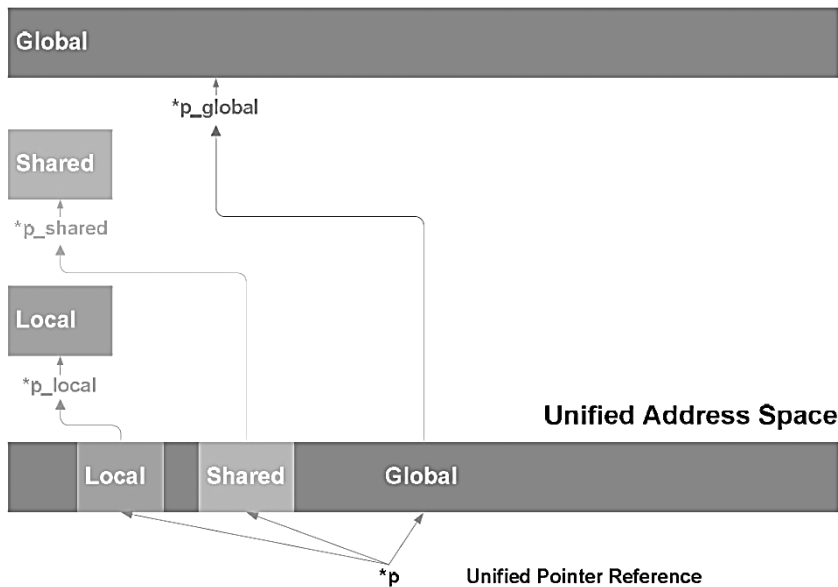 Global
*p_global
Shared
*p_shared
Local
*p_local
Unified Address Space
Local Shared Global
*p Unified Pointer Reference